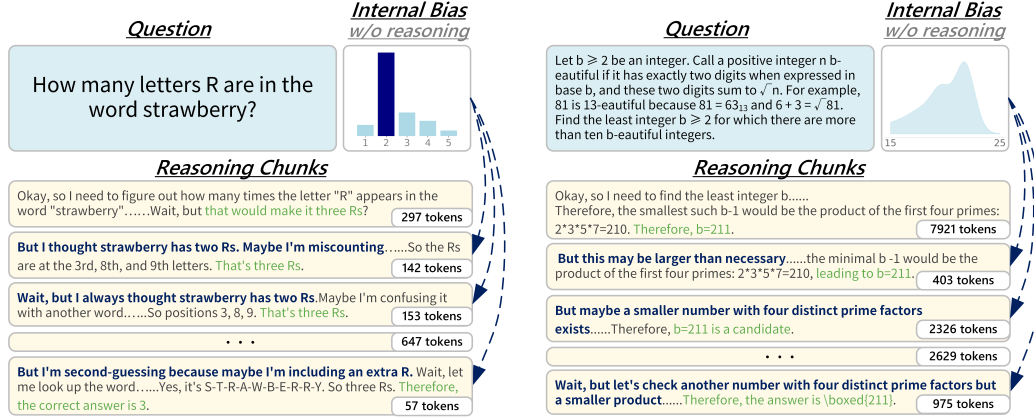 Question
Internal Bias
w/o reasoning
How many letters R are in the
word strawberry?
1 2 3 4 5
Reasoning Chunks
Okay, so I need to figure out how many times the letter "R" appears in the
word "strawberry"……Wait, but that would make it three Rs?
297 tokens
But I thought strawberry has two Rs. Maybe I'm miscounting……So the Rs
are at the 3rd, 8th, and 9th letters. That's three Rs.
142 tokens
Wait, but I always thought strawberry has two Rs.Maybe I'm confusing it
with another word……So positions 3, 8, 9. That's three Rs.
153 tokens
• • •
647 tokens
But I'm second-guessing because maybe I'm including an extra R. Wait, let
me look up the word……Yes, it's S-T-R-A-W-B-E-R-R-Y. So three Rs. Therefore,
the correct answer is 3.
57 tokens
Question
Internal Bias
w/o reasoning
Let b ⩾ 2 be an integer. Call a positive integer n b-
eautiful if it has exactly two digits when expressed in
base b, and these two digits sum to √n. For example,
81 is 13-eautiful because 81 = 63₁₃ and 6 + 3 = √81.
Find the least integer b ⩾ 2 for which there are more
than ten b-eautiful integers.
15 25
Reasoning Chunks
Okay, so I need to find the least integer b......
Therefore, the smallest such b-1 would be the product of the first four primes:
2*3*5*7=210. Therefore, b=211.
7921 tokens
But this may be larger than necessary......the minimal b -1 would be the
product of the first four primes: 2*3*5*7=210, leading to b=211.
403 tokens
But maybe a smaller number with four distinct prime factors
exists......Therefore, b=211 is a candidate.
2326 tokens
• • •
2629 tokens
Wait, but let's check another number with four distinct prime factors but
a smaller product......Therefore, the answer is \boxed{211}.
975 tokens